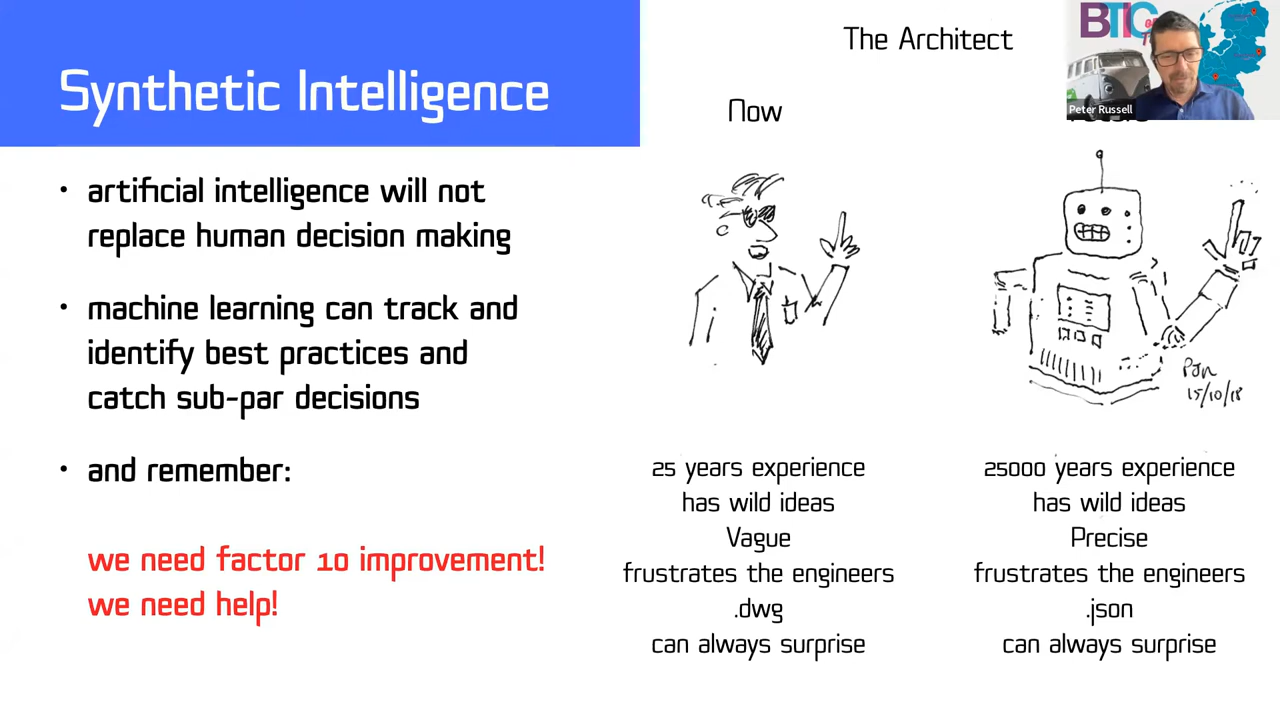 Synthetic Intelligence
• artificial intelligence will not
replace human decision making
• machine learning can track and
identify best practices and
catch sub-par decisions
• and remember:
we need factor 10 improvement!
we need help!
The Architect
Now
25 years experience
has wild ideas
Vague
frustrates the engineers
.dwg
can always surprise
BTIC
Peter Russell
15/10/18
25000 years experience
has wild ideas
Precise
frustrates the engineers
.json
can always surprise